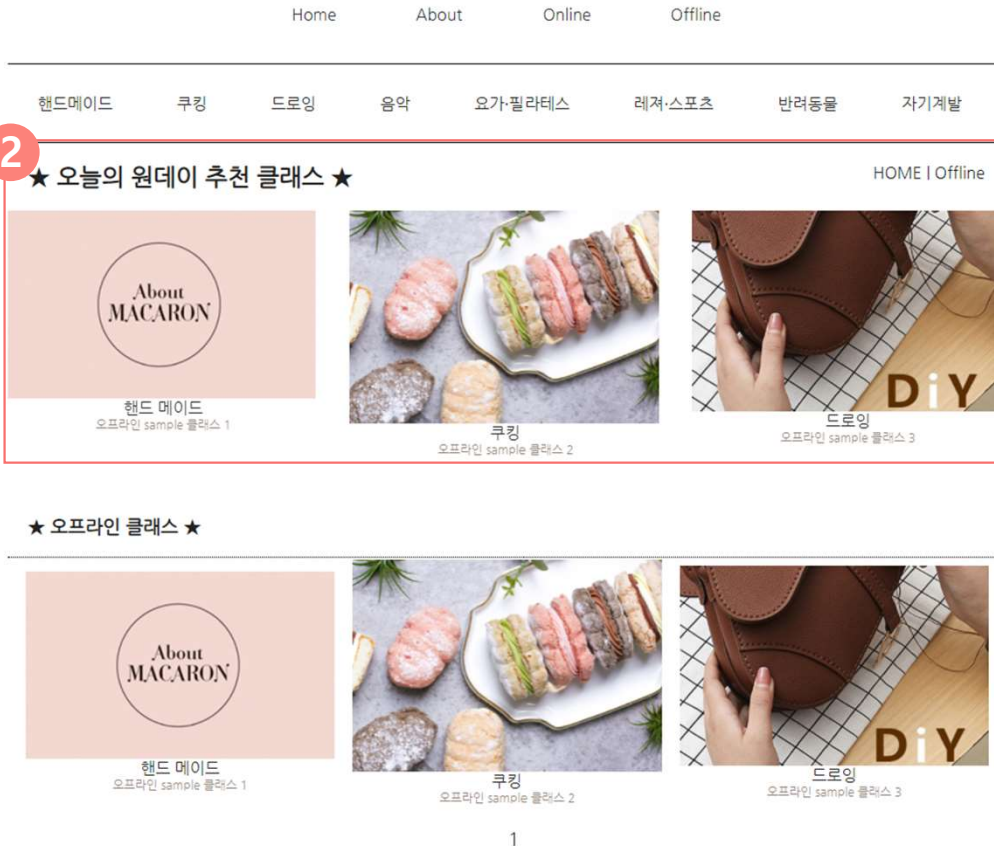 Home About Online Offline
핸드메이드 쿠킹 드로잉 음악 요가·필라테스 레져·스포츠 반려동물 자기계발
2
★ 오늘의 원데이 추천 클래스 ★ HOME | Offline
About
MACARON
DiY
핸드 메이드
오프라인 sample 클래스 1
쿠킹
오프라인 sample 클래스 2
드로잉
오프라인 sample 클래스 3
★ 오프라인 클래스 ★
About
MACARON
DiY
핸드 메이드
오프라인 sample 클래스 1
쿠킹
오프라인 sample 클래스 2
드로잉
오프라인 sample 클래스 3
1